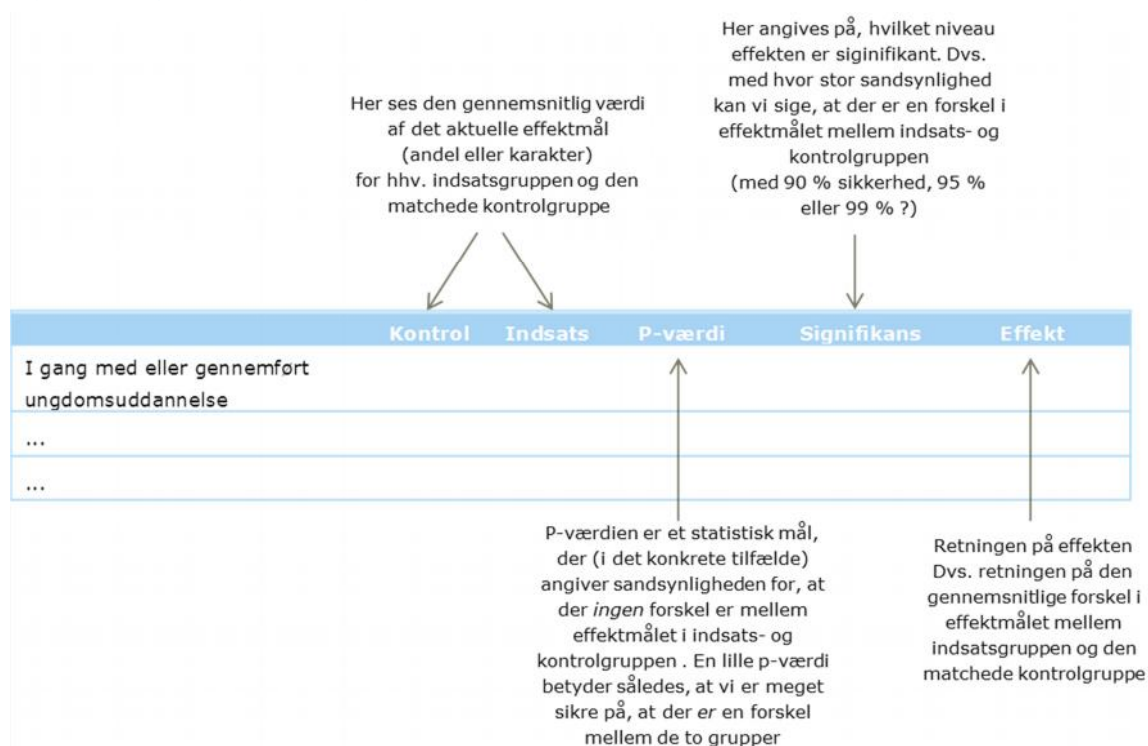 Her angives på, hvilket niveau
effekten er siginifikant. Dvs.
med hvor stor sandsynlighed
kan vi sige, at der er en forskel i
effektmålet mellem indsats- og
kontrolgruppen
(med 90 % sikkerhed, 95 %
eller 99 % ?)
Her ses den gennemsnitlig værdi
af det aktuelle effektmål
(andel eller karakter)
for hhv. indsatsgruppen og den
matchede kontrolgruppe
Kontrol Indsats P-værdi Signifikans Effekt
I gang med eller gennemført
ungdomsuddannelse
...
...
P-værdien er et statistisk mål,
der (i det konkrete tilfælde)
angiver sandsynligheden for, at
der ingen forskel er mellem
effektmålet i indsats- og
kontrolgruppen . En lille p-værdi
betyder således, at vi er meget
sikre på, at der er en forskel
mellem de to grupper
Retningen på effekten
Dvs. retningen på den
gennemsnitlige forskel i
effektmålet mellem
indsatsgruppen og den
matchede kontrolgruppe